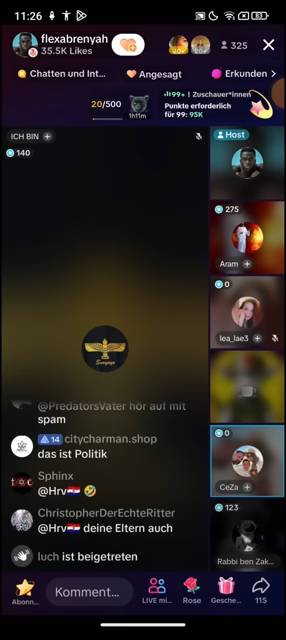 11:26
53
flexabrenyah
35.5K Likes
325
Chatten und Int...
Angesagt
Erkunden
20/500
1h11m
99+ | Zuschauer*innen
Punkte erforderlich
für 99: 95K
ICH BIN +
140
Host
275
Aram +
0
lea_lae3 +
0
CeZa +
123
Rabbi ben Zak...
@PredatorsVater hör auf mit
spam
14 citycharman.shop
das ist Politik
Sphinx
@Hrv🇭🇷 🤣
ChristopherDerEchteRitter
@Hrv🇭🇷 deine Eltern auch
luch ist beigetreten
Abonn...
Komment...
LIVE mi...
Rose
Gesche...
115